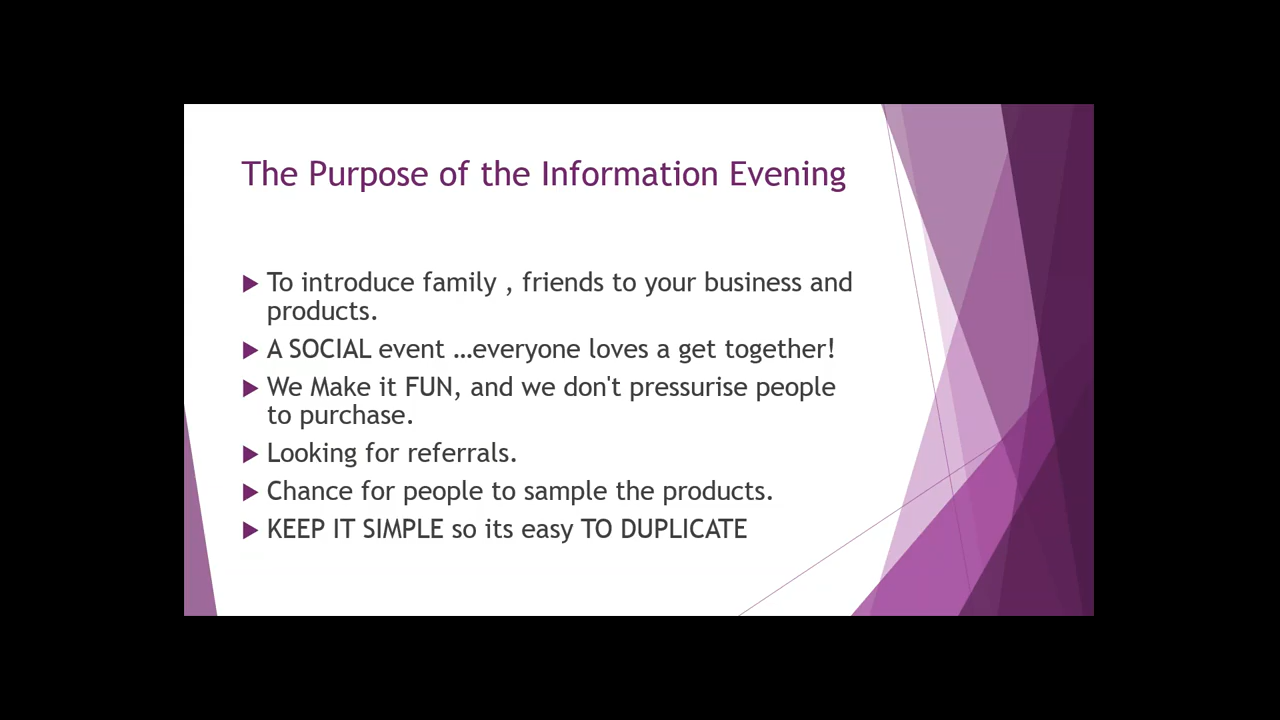 The Purpose of the Information Evening
To introduce family , friends to your business and
products.
A SOCIAL event …everyone loves a get together!
We Make it FUN, and we don't pressurise people
to purchase.
Looking for referrals.
Chance for people to sample the products.
KEEP IT SIMPLE so its easy TO DUPLICATE